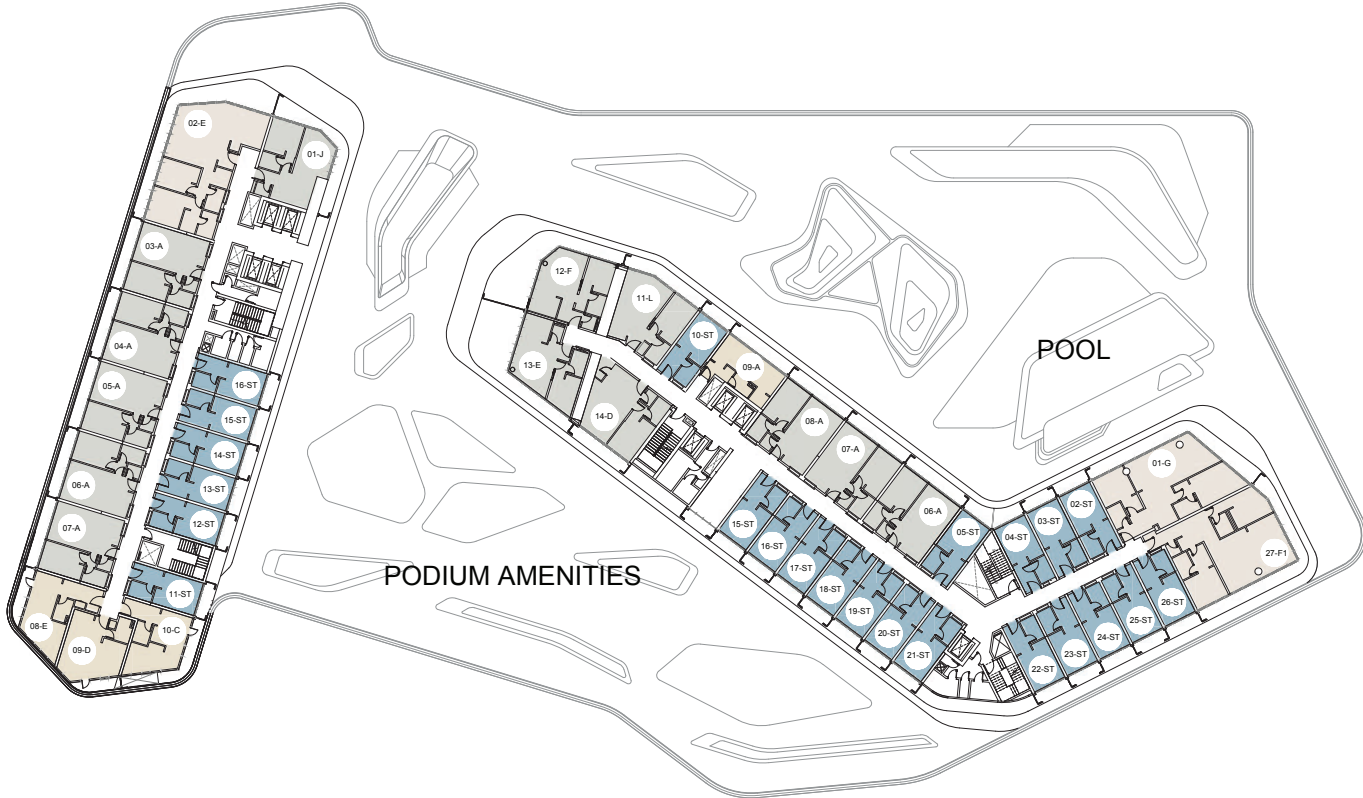 02-E
01-J
03-A
04-A
05-A
06-A
07-A
08-E
09-D
10-C
11-ST
12-ST
13-ST
14-ST
15-ST
16-ST
12-F
11-L
10-ST
09-A
13-E
14-D
08-A
07-A
06-A
05-ST
04-ST
03-ST
02-ST
01-G
27-F1
15-ST
16-ST
17-ST
18-ST
19-ST
20-ST
21-ST
22-ST
23-ST
24-ST
25-ST
26-ST
POOL
PODIUM AMENITIES